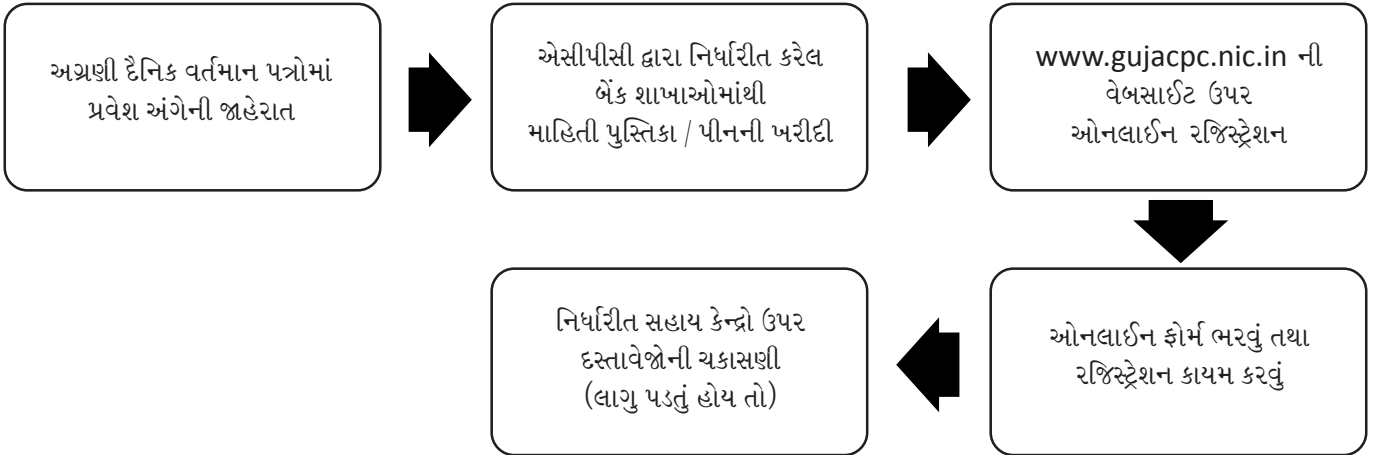 અગ્રણી દૈનિક વર્તમાન પત્રોમાં
પ્રવેશ અંગેની જાહેરાત
એસીપીસી દ્વારા નિર્ધારીત કરેલ
બેંક શાખાઓમાંથી
માહિતી પુસ્તિકા / પીનની ખરીદી
www.gujacpc.nic.in ની
વેબસાઈટ ઉપર
ઓનલાઈન રજિસ્ટ્રેશન
ઓનલાઈન ફોર્મ ભરવું તથા
રજિસ્ટ્રેશન કાયમ કરવું
નિર્ધારીત સહાય કેન્દ્રો ઉપર
દસ્તાવેજોની ચકાસણી
(લાગુ પડતું હોય તો)